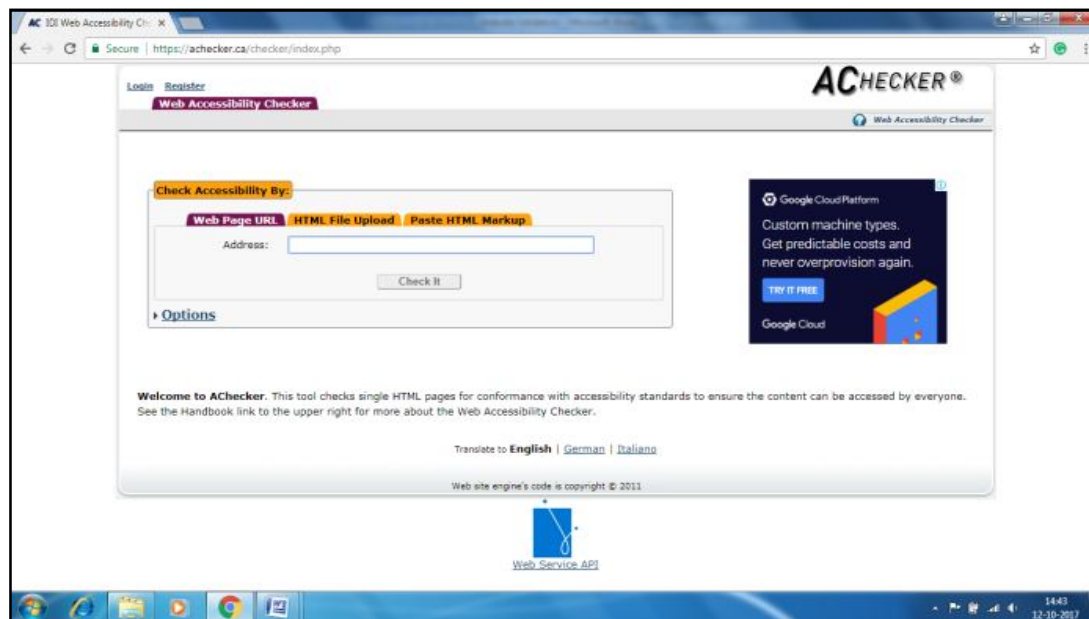 AC IDI Web Accessibility Ch
Secure | https://achecker.ca/checker/index.php
Login Register
ACHECKER ®
Web Accessibility Checker
Web Accessibility Checker
Check Accessibility By:
Web Page URL HTML File Upload Paste HTML Markup
Address:
Check It
Options
Google Cloud Platform
Custom machine types.
Get predictable costs and
never overprovision again.
TRY IT FREE
Google Cloud
Welcome to AChecker. This tool checks single HTML pages for conformance with accessibility standards to ensure the content can be accessed by everyone.
See the Handbook link to the upper right for more about the Web Accessibility Checker.
Translate to English | German | Italiano
Web site engine's code is copyright © 2011
Web Service API
14:43
12-10-2017